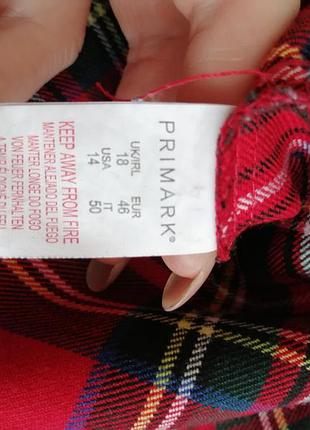 PRIMARK®
UK/IRL EUR
18 46
USA IT
14 50
KEEP AWAY FROM FIRE
MANTENER ALEJADO DEL FUEGO
MANTER LONGE DO FOGO
VON FEUER FERNHALTEN